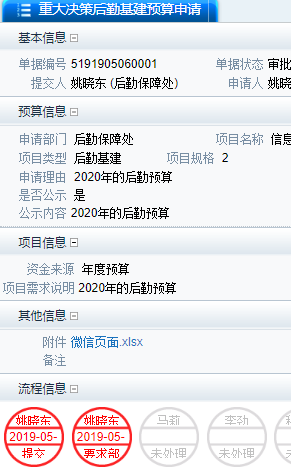 重大决策后勤基建预算申请
基本信息
单据编号 5191905060001 单据状态 审批
提交人 姚晓东 (后勤保障处) 申请人 姚晓
预算信息
申请部门 后勤保障处 项目名称 信息
项目类型 后勤基建 项目规格 2
申请理由 2020年的后勤预算
是否公示 是
公示内容 2020年的后勤预算
项目信息
资金来源 年度预算
项目需求说明 2020年的后勤预算
其他信息
附件 微信页面.xlsx
备注
流程信息
姚晓东 姚晓东 马莉 李劲
2019-05- 2019-05-
提交 要求部 未处理 未处理 未